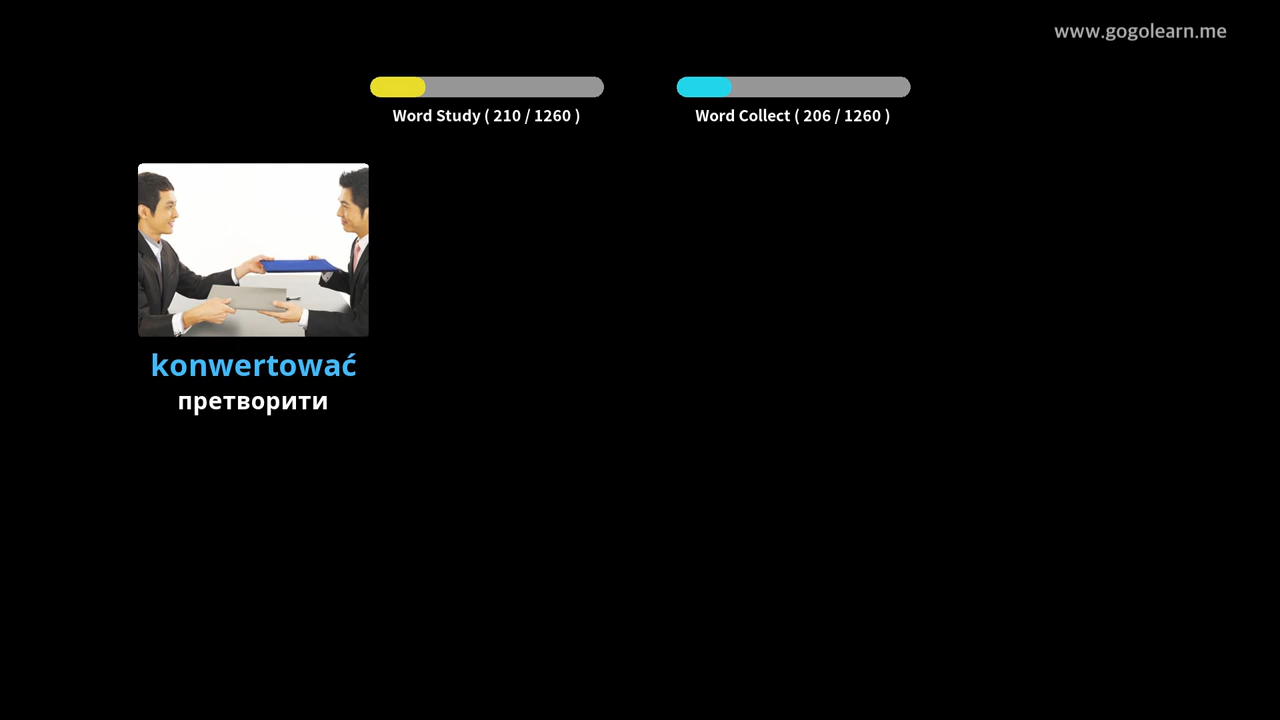 www.gogolearn.me
Word Study ( 210 / 1260 )
Word Collect ( 206 / 1260 )
konwertować
претворити